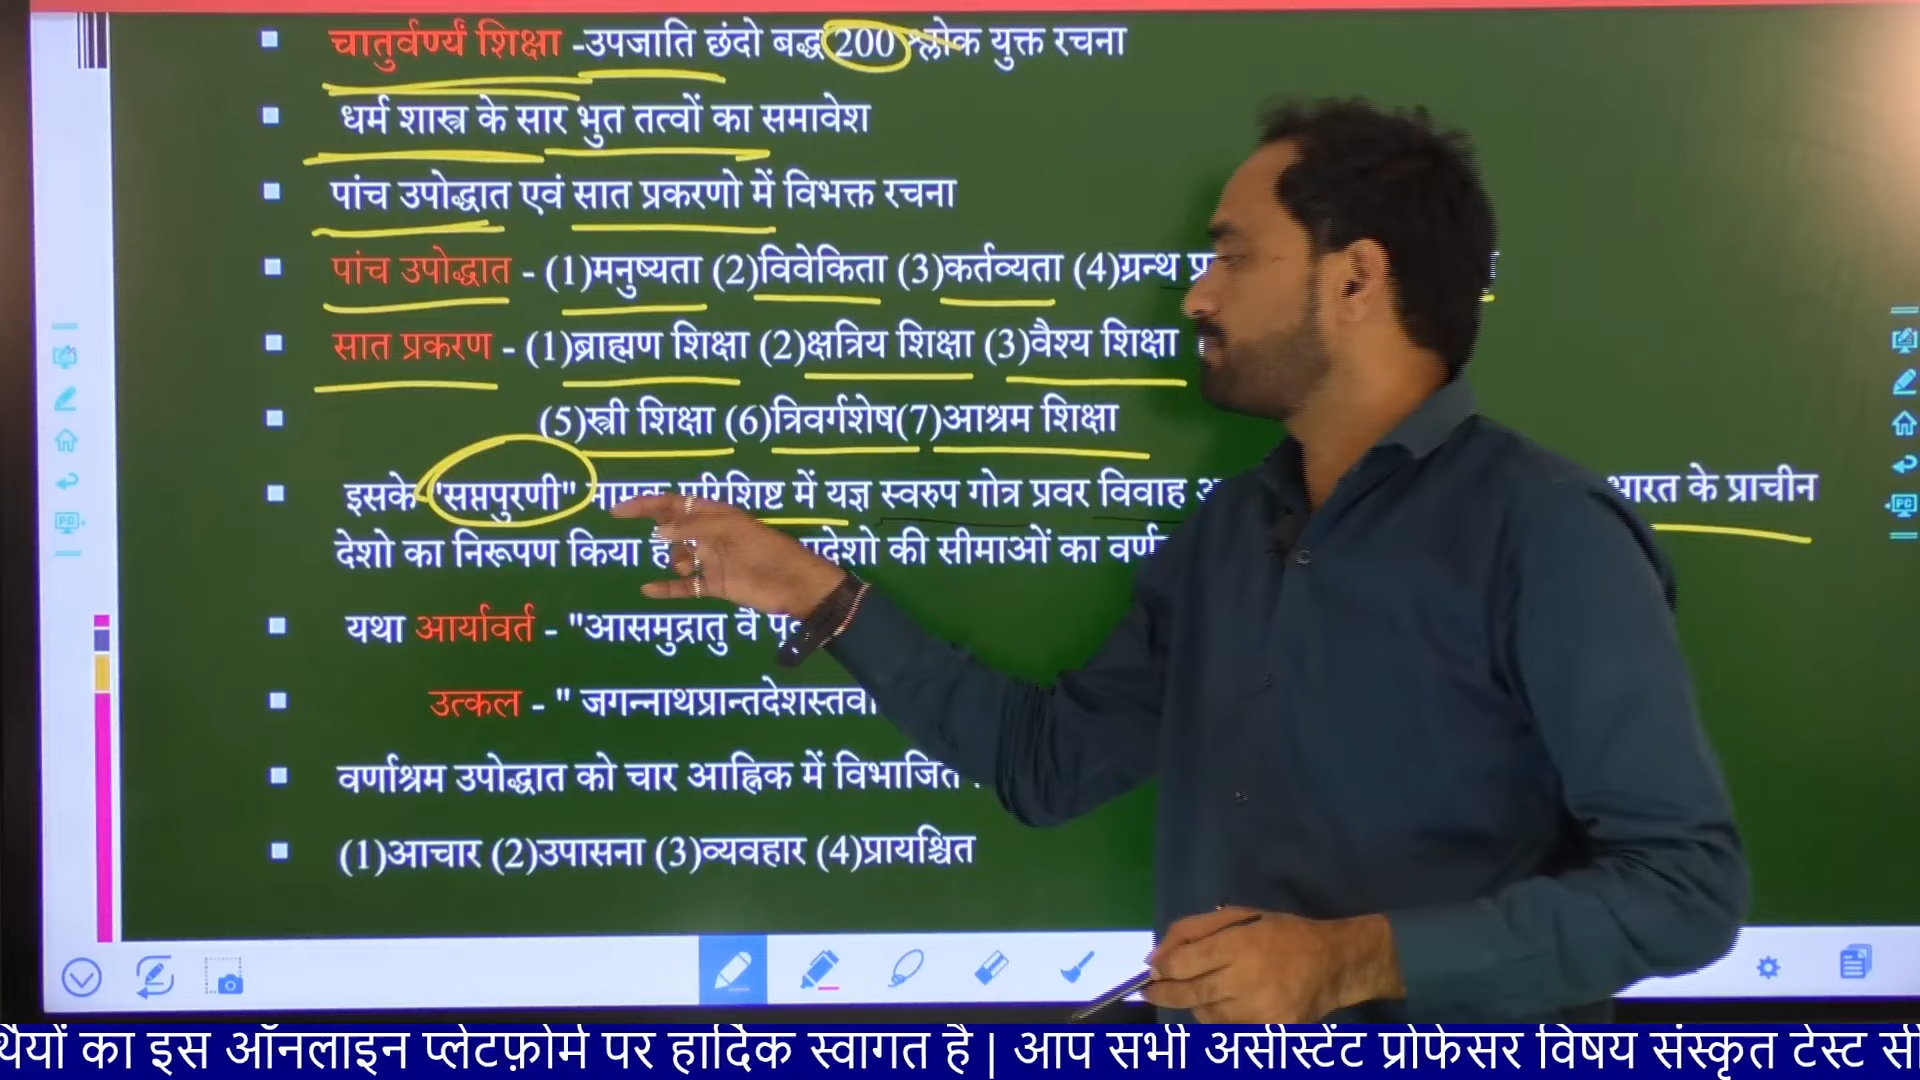 चातुर्वर्ण्यं शिक्षा -उपजाति छंदो बद्ध 200 श्लोक युक्त रचना
धर्म शास्त्र के सार भुत तत्वों का समावेश
पांच उपोद्धात एवं सात प्रकरणो में विभक्त रचना
पांच उपोद्धात - (1)मनुष्यता (2)विवेकिता (3)कर्तव्यता (4)ग्रन्थ
सात प्रकरण - (1)ब्राह्मण शिक्षा (2)क्षत्रिय शिक्षा (3)वैश्य शिक्षा
(5)स्त्री शिक्षा (6)त्रिवर्गशेष(7)आश्रम शिक्षा
इसके "सप्तपुरणी" नामक परिशिष्ट में यज्ञ स्वरुप गोत्र प्रवर विवाह भारत के प्राचीन
देशो का निरूपण किया की सीमाओं का
यथा आर्यावर्त - "आसमुद्रातु वै
उत्कल - " जगन्नाथप्रान्तदेशस्तवा
वर्णाश्रम उपोद्धात को चार आह्निक में विभाजित
(1)आचार (2)उपासना (3)व्यवहार (4)प्रायश्चित
र्थियों का इस ऑनलाइन प्लेटफ़ोर्म पर हार्दिक स्वागत है | आप सभी असीस्टेंट प्रोफेसर विषय संस्कृत टेस्ट सी